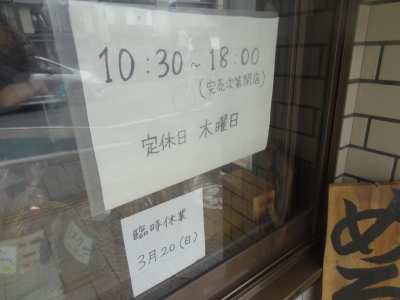 10:30～18:00
(完売次第閉店)
定休日 木曜日
臨時休業
3月20(日)
め